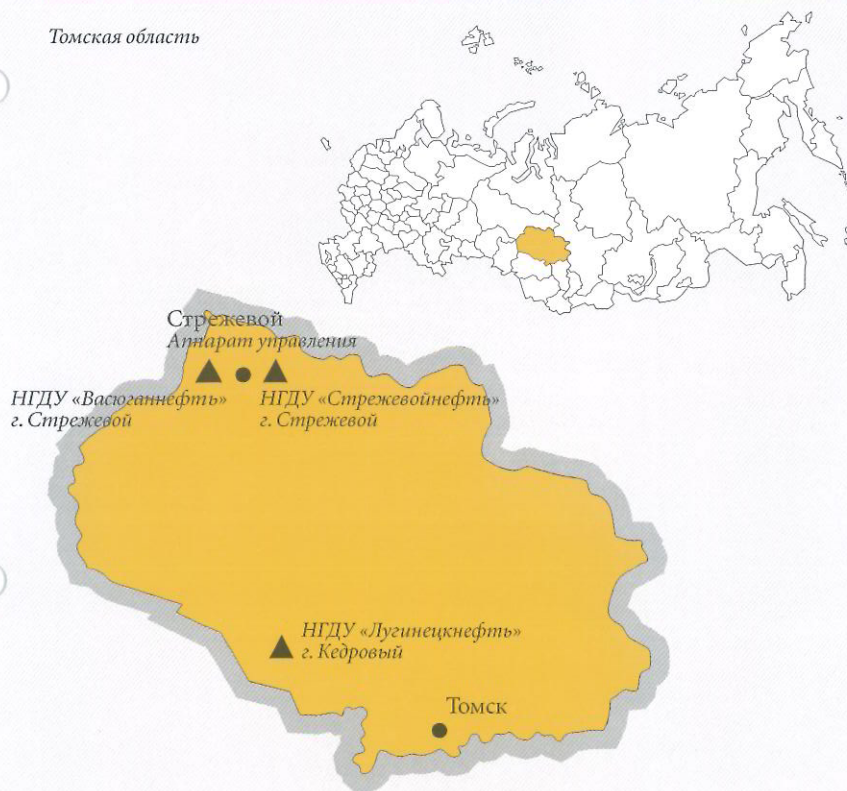 Томская область
Стрежевой
Аппарат управления
НГДУ «Васюганнефть»
г. Стрежевой
НГДУ «Стрежевойнефть»
г. Стрежевой
НГДУ «Лугинецкнефть»
г. Кедровый
Томск